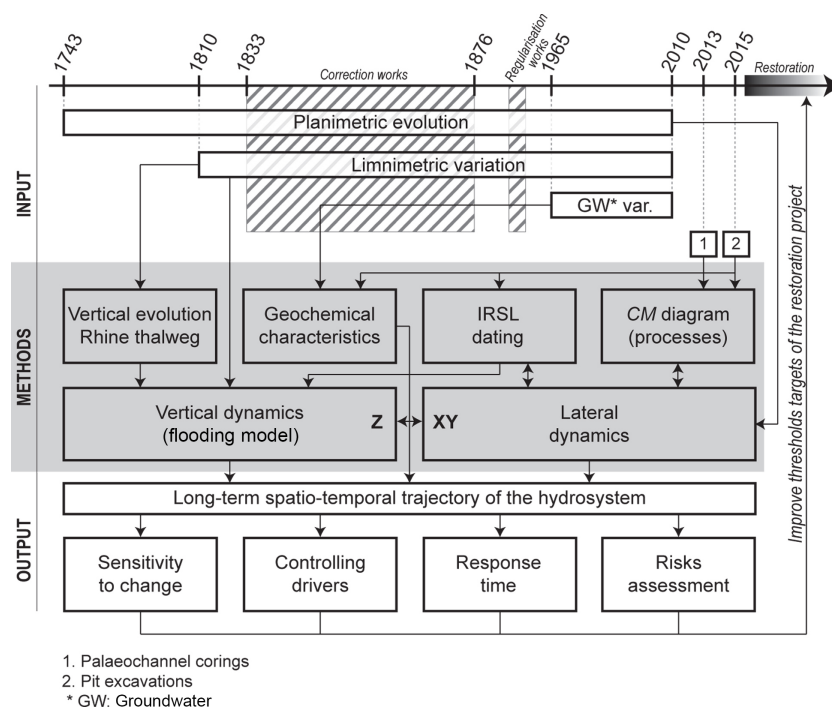 1743
1810
1833
Correction works
1876
Regularisation
works
1965
2010
2013
2015
Restoration
INPUT
Planimetric evolution
Limnimetric variation
GW* var.
1
2
METHODS
Vertical evolution
Rhine thalweg
Geochemical
characteristics
IRSL
dating
CM diagram
(processes)
Vertical dynamics
(flooding model)
Z
XY
Lateral
dynamics
OUTPUT
Long-term spatio-temporal trajectory of the hydrosystem
Sensitivity
to change
Controlling
drivers
Response
time
Risks
assessment
Improve thresholds targets of the restoration project
1. Palaeochannel corings
2. Pit excavations
* GW: Groundwater